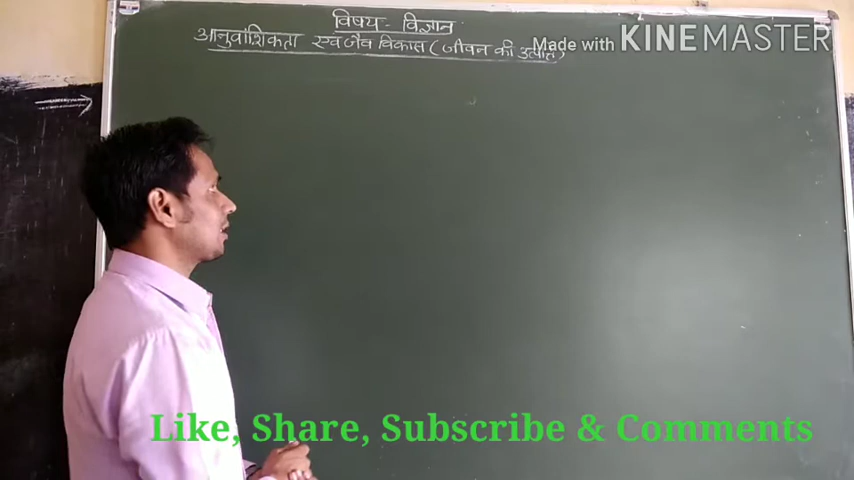 विषय - विज्ञान
आनुवांशिकता एवं जैव विकास (जीवन की उत्पति)
Made with KINEMASTER
Like, Share, Subscribe & Comments